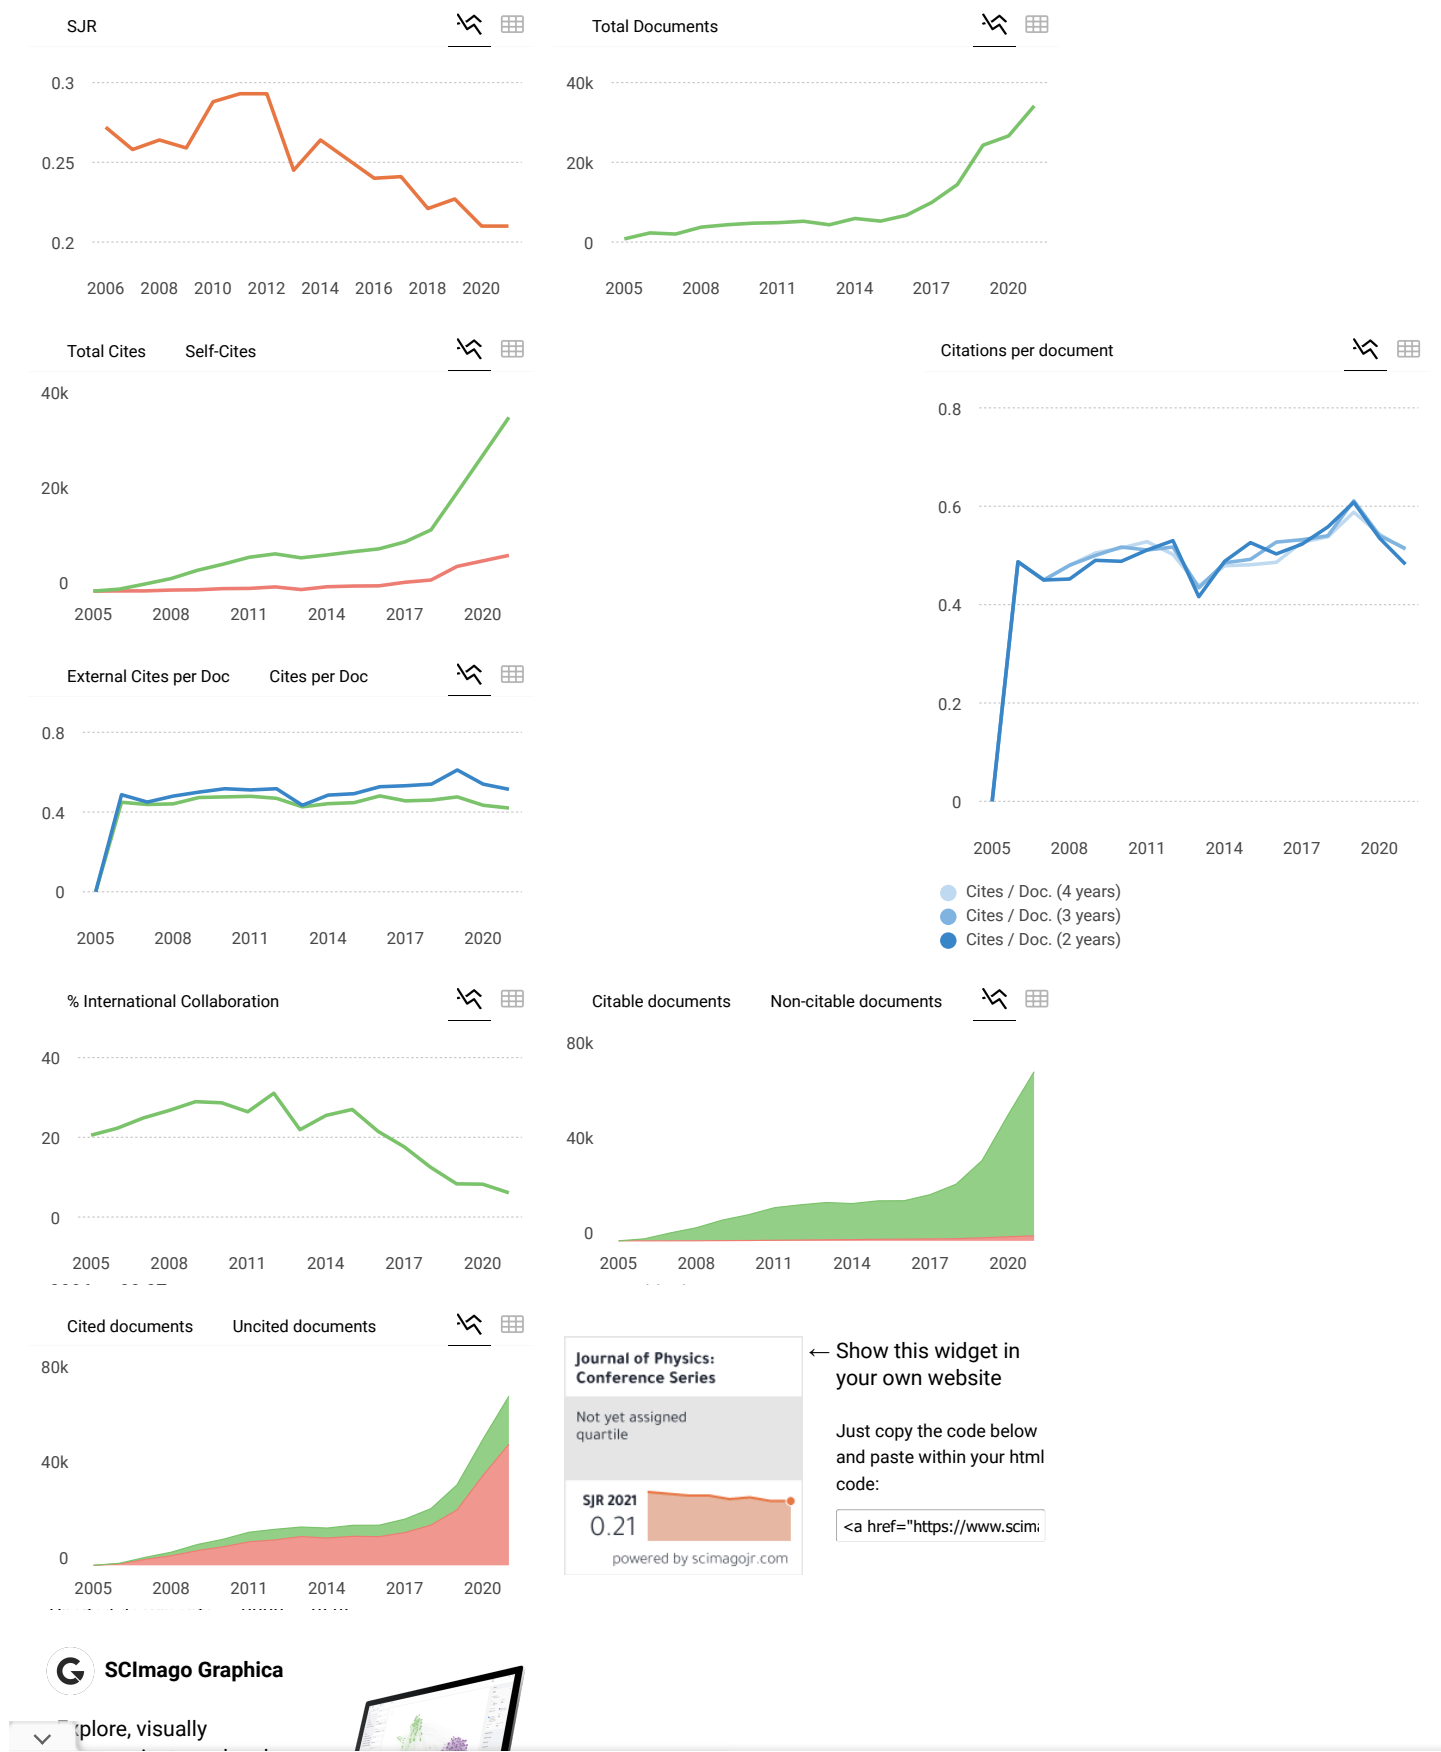 SJR
0.3
0.25
0.2
2006 2008 2010 2012 2014 2016 2018 2020
Total Documents
40k
20k
0
2005 2008 2011 2014 2017 2020
Total Cites Self-Cites
40k
20k
0
2005 2008 2011 2014 2017 2020
Citations per document
0.8
0.6
0.4
0.2
0
2005 2008 2011 2014 2017 2020
Cites / Doc. (4 years)
Cites / Doc. (3 years)
Cites / Doc. (2 years)
External Cites per Doc Cites per Doc
0.8
0.4
0
2005 2008 2011 2014 2017 2020
% International Collaboration
40
20
0
2005 2008 2011 2014 2017 2020
Citable documents Non-citable documents
80k
40k
0
2005 2008 2011 2014 2017 2020
Cited documents Uncited documents
80k
40k
0
2005 2008 2011 2014 2017 2020
Journal of Physics:
Conference Series
Not yet assigned
quartile
SJR 2021
0.21
powered by scimagojr.com
← Show this widget in
your own website
Just copy the code below
and paste within your html
code:
<a href="https://www.scim
SCImago Graphica
Explore, visually